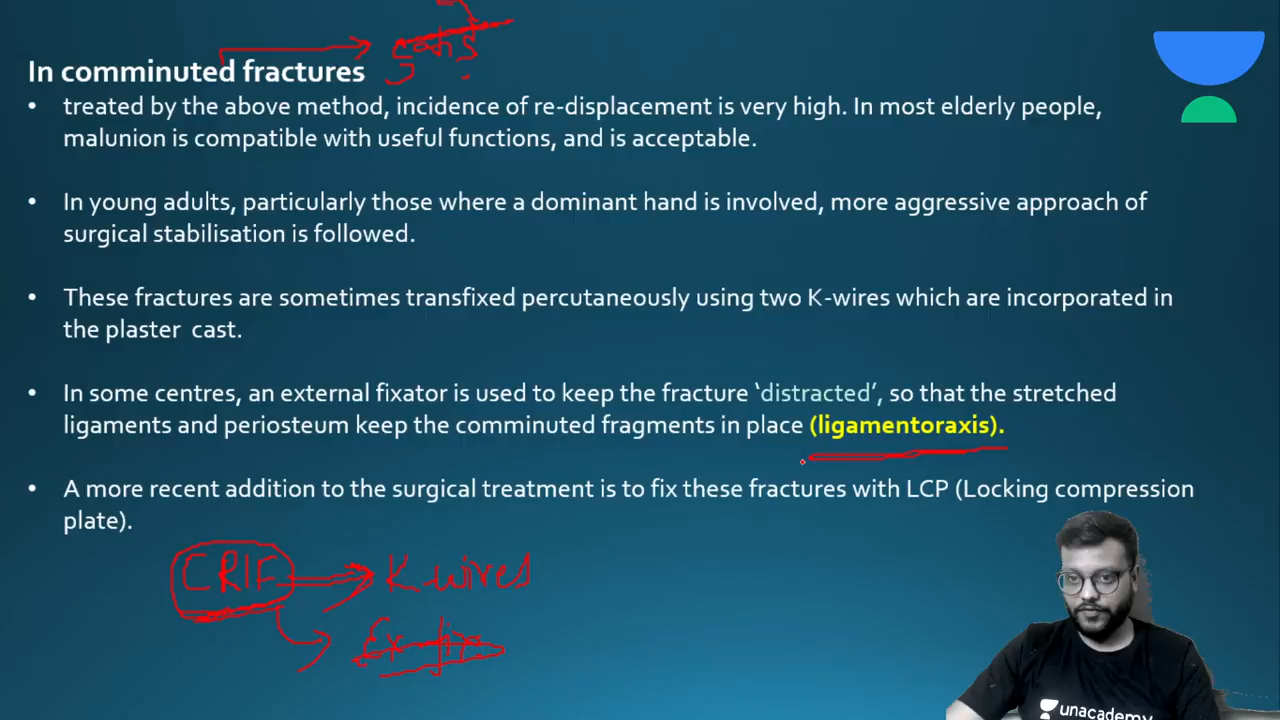 In comminuted fractures
• treated by the above method, incidence of re-displacement is very high. In most elderly people,
malunion is compatible with useful functions, and is acceptable.
• In young adults, particularly those where a dominant hand is involved, more aggressive approach of
surgical stabilisation is followed.
• These fractures are sometimes transfixed percutaneously using two K-wires which are incorporated in
the plaster cast.
• In some centres, an external fixator is used to keep the fracture ‘distracted’, so that the stretched
ligaments and periosteum keep the comminuted fragments in place (ligamentoraxis).
• A more recent addition to the surgical treatment is to fix these fractures with LCP (Locking compression
plate).
CRIF K-wires
Ex-fix
unacademy